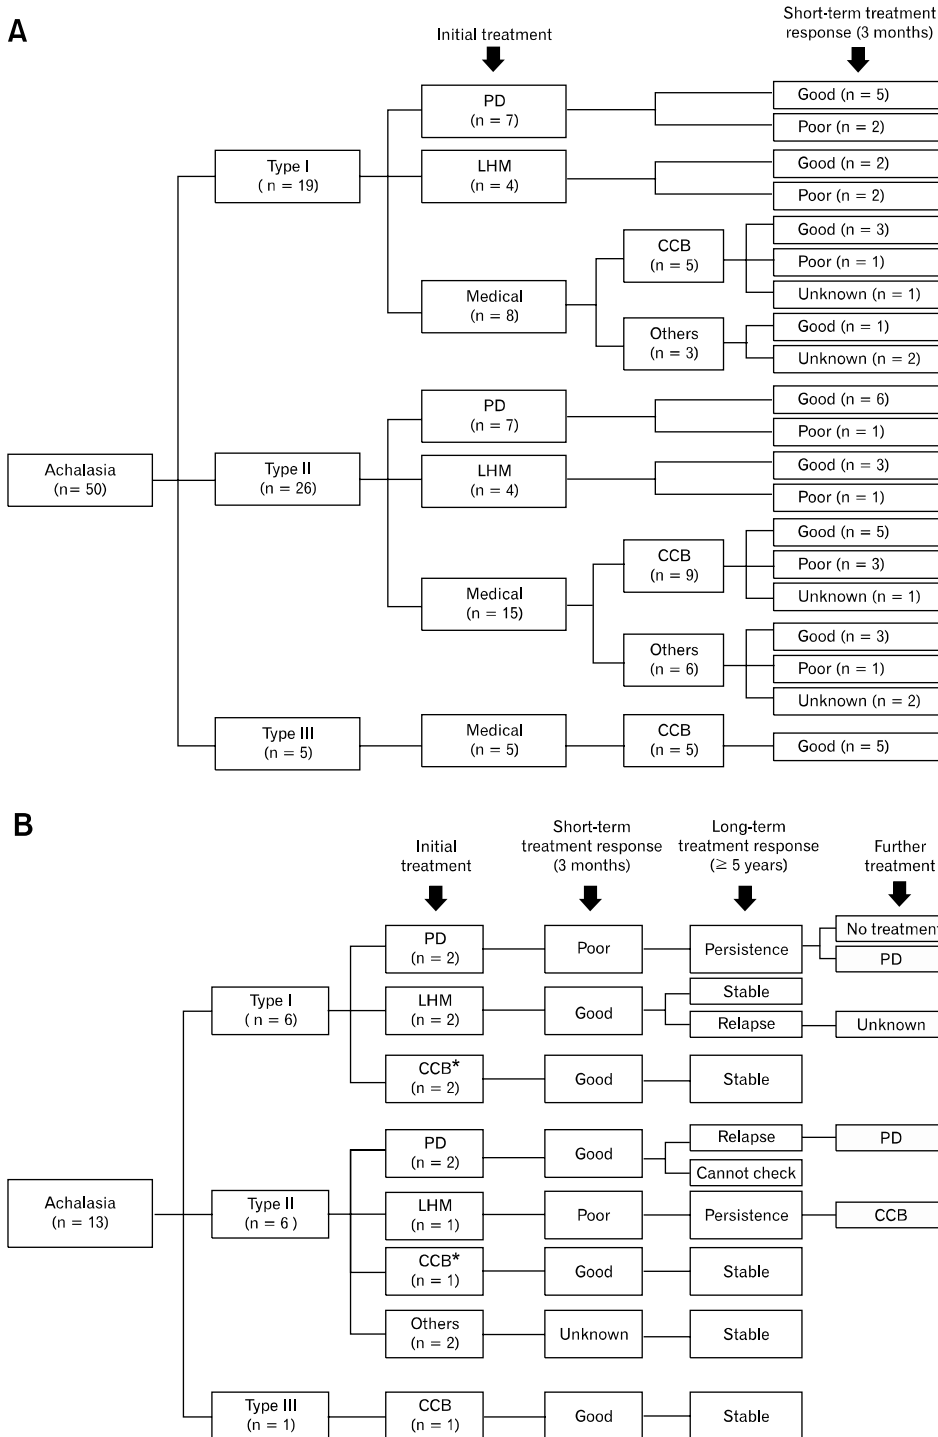 A
Initial treatment
Short-term treatment
response (3 months)
PD
(n = 7)
Good (n = 5)
Poor (n = 2)
Type I
( n = 19)
LHM
(n = 4)
Good (n = 2)
Poor (n = 2)
Medical
(n = 8)
CCB
(n = 5)
Good (n = 3)
Poor (n = 1)
Unknown (n = 1)
Others
(n = 3)
Good (n = 1)
Unknown (n = 2)
Achalasia
(n= 50)
Type II
(n = 26)
PD
(n = 7)
Good (n = 6)
Poor (n = 1)
LHM
(n = 4)
Good (n = 3)
Poor (n = 1)
Medical
(n = 15)
CCB
(n = 9)
Good (n = 5)
Poor (n = 3)
Unknown (n = 1)
Others
(n = 6)
Good (n = 3)
Poor (n = 1)
Unknown (n = 2)
Type III
(n = 5)
Medical
(n = 5)
CCB
(n = 5)
Good (n = 5)
B
Initial
treatment
Short-term
treatment response
(3 months)
Long-term
treatment response
(≥ 5 years)
Further
treatment
PD
(n = 2)
Poor
Persistence
No treatment
PD
Type I
( n = 6)
LHM
(n = 2)
Good
Stable
Relapse
Unknown
CCB*
(n = 2)
Good
Stable
Achalasia
(n = 13)
Type II
(n = 6 )
PD
(n = 2)
Good
Relapse
PD
Cannot check
LHM
(n = 1)
Poor
Persistence
CCB
CCB*
(n = 1)
Good
Stable
Others
(n = 2)
Unknown
Stable
Type III
(n = 1)
CCB
(n = 1)
Good
Stable